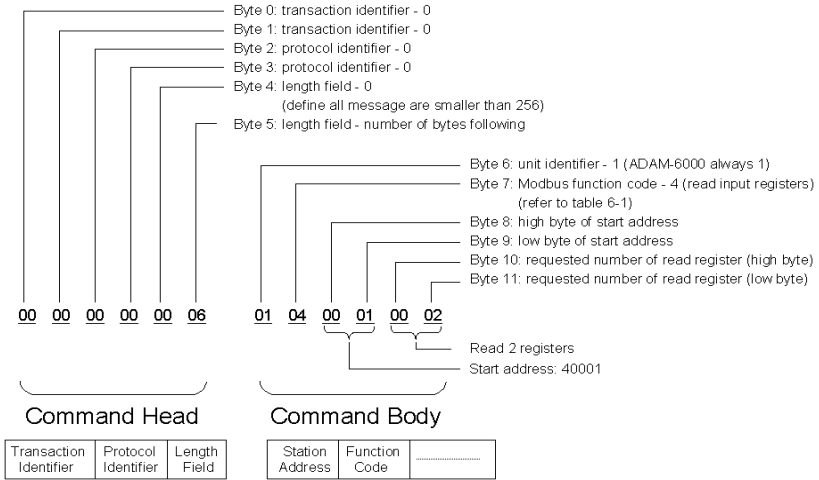 Byte 0: transaction identifier - 0
Byte 1: transaction identifier - 0
Byte 2: protocol identifier - 0
Byte 3: protocol identifier - 0
Byte 4: length field - 0
(define all message are smaller than 256)
Byte 5: length field - number of bytes following
Byte 6: unit identifier - 1 (ADAM-6000 always 1)
Byte 7: Modbus function code - 4 (read input registers)
(refer to table 6-1)
Byte 8: high byte of start address
Byte 9: low byte of start address
Byte 10: requested number of read register (high byte)
Byte 11: requested number of read register (low byte)
00 00 00 00 00 06 01 04 00 01 00 02
Read 2 registers
Start address: 40001
Command Head
Command Body
Transaction Identifier
Protocol Identifier
Length Field
Station Address
Function Code
....................